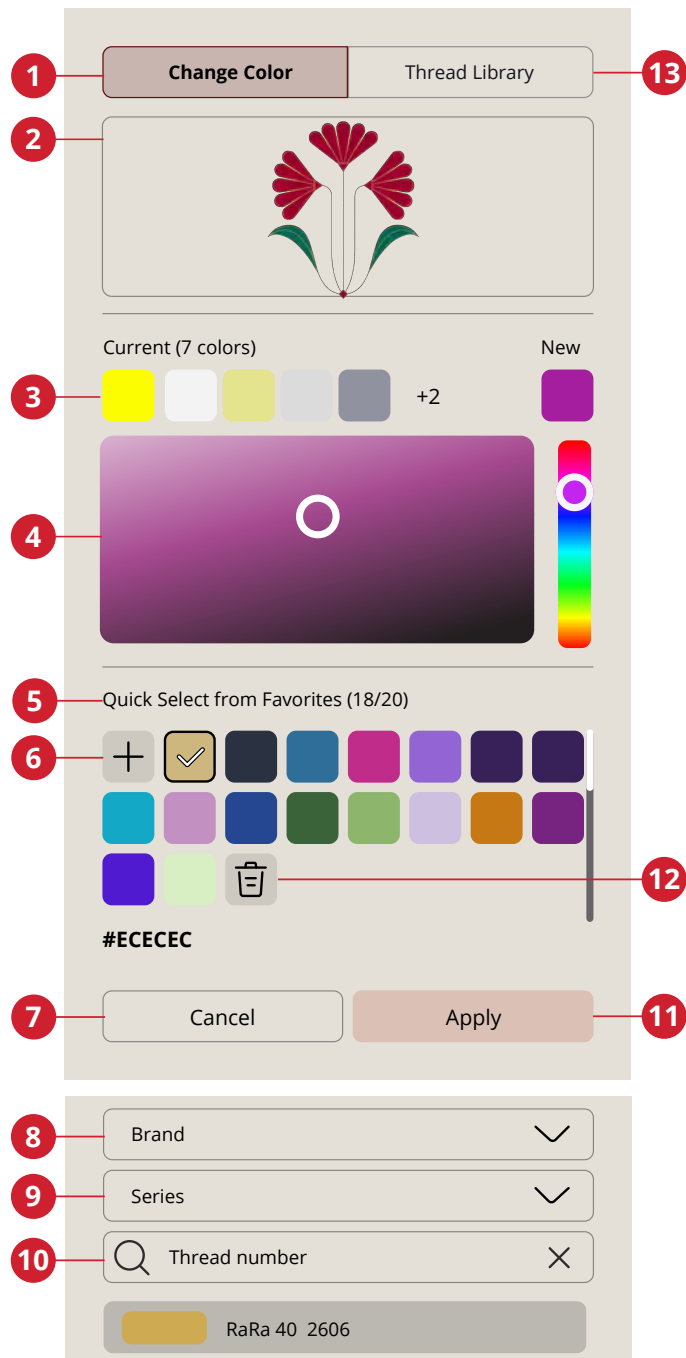 1 Change Color Thread Library 13
2
Current (7 colors) New
3 +2
4
5 Quick Select from Favorites (18/20)
6
12
#ECECEC
7 Cancel Apply 11
8 Brand
9 Series
10 Thread number
RaRa 40 2606